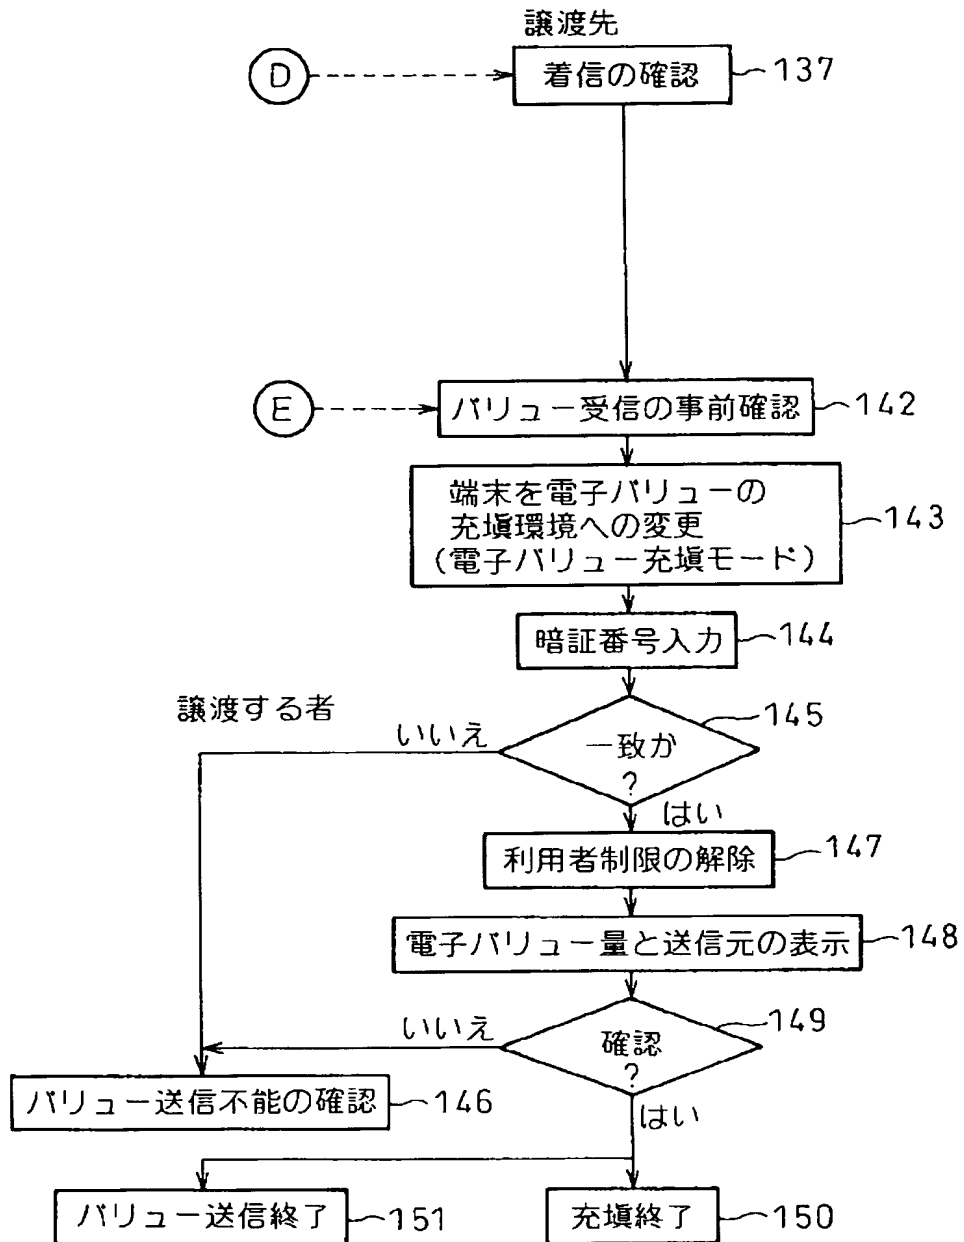 譲渡先
D
着信の確認
137
E
バリュー受信の事前確認
142
端末を電子バリューの
充塡環境への変更
(電子バリュー充塡モード)
143
暗証番号入力
144
譲渡する者
いいえ
一致か
?
145
はい
利用者制限の解除
147
電子バリュー量と送信元の表示
148
いいえ
確認
?
149
バリュー送信不能の確認
146
はい
バリュー送信終了
151
充塡終了
150